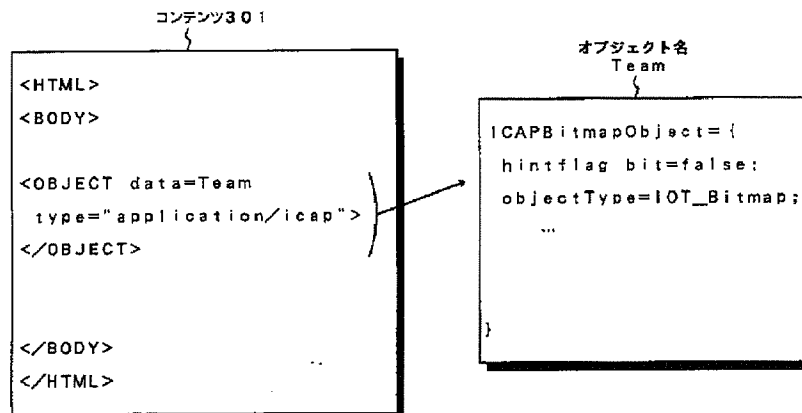 コンテンツ301
<HTML>
<BODY>
<OBJECT data=Team
type="application/icap">
</OBJECT>
</BODY>
</HTML>
オブジェクト名
Team
ICAPBitmapObject={
hintflag bit=false;
objectType=IOT_Bitmap;
…
}